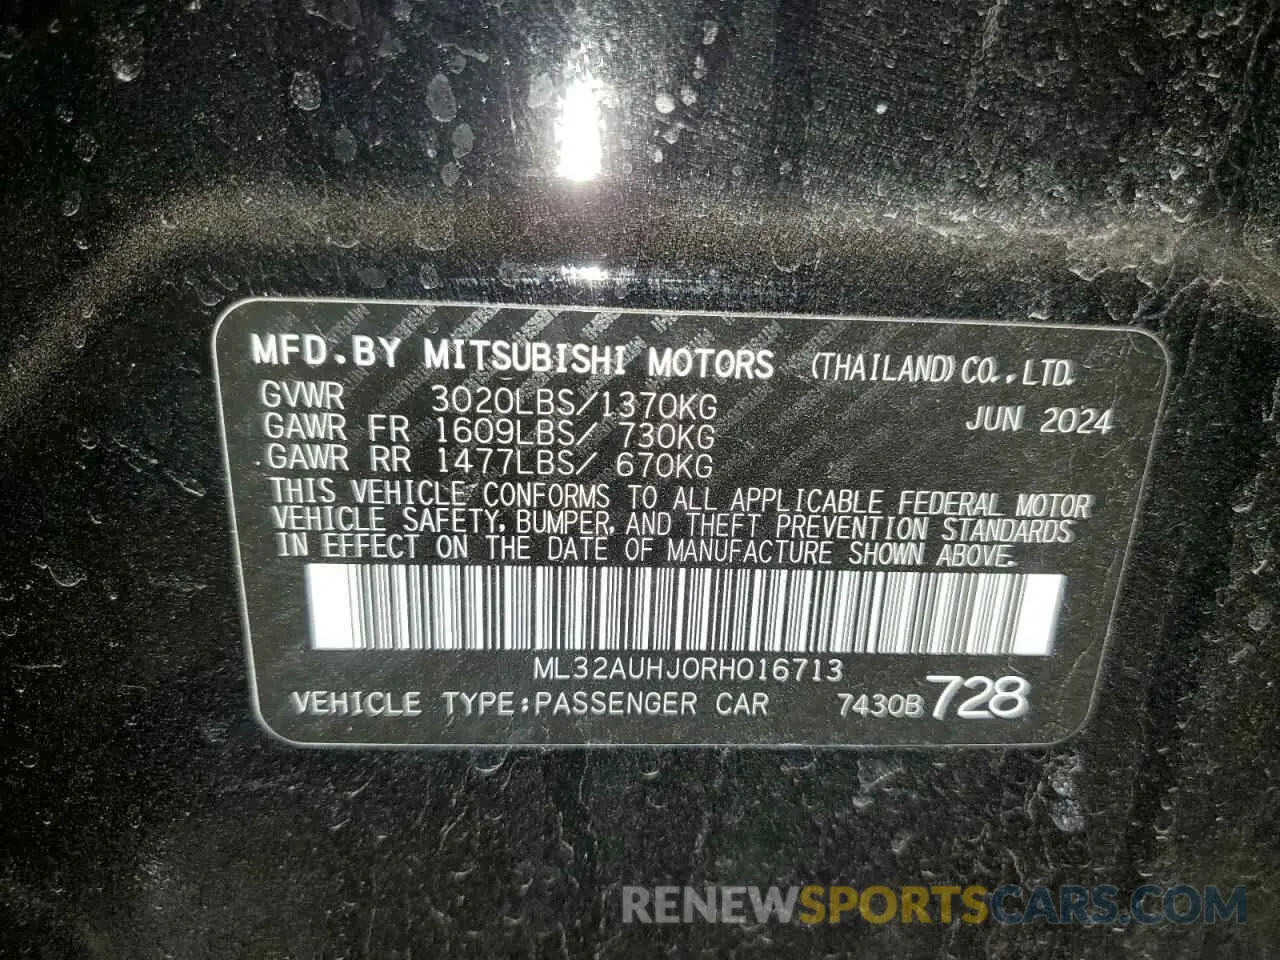 MFD.BY MITSUBISHI MOTORS (THAILAND) CO.,LTD.
GVWR 3020LBS/1370KG JUN 2024
GAWR FR 1609LBS/ 730KG
GAWR RR 1477LBS/ 670KG
THIS VEHICLE CONFORMS TO ALL APPLICABLE FEDERAL MOTOR
VEHICLE SAFETY, BUMPER, AND THEFT PREVENTION STANDARDS
IN EFFECT ON THE DATE OF MANUFACTURE SHOWN ABOVE.
ML32AUHJ0RH016713
VEHICLE TYPE:PASSENGER CAR 7430B728
RENEWSPORTSCARS.COM